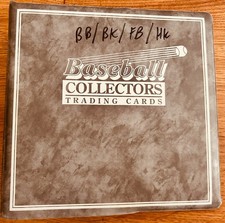 BB/BK/FB/HK
Baseball
COLLECTORS
TRADING CARDS